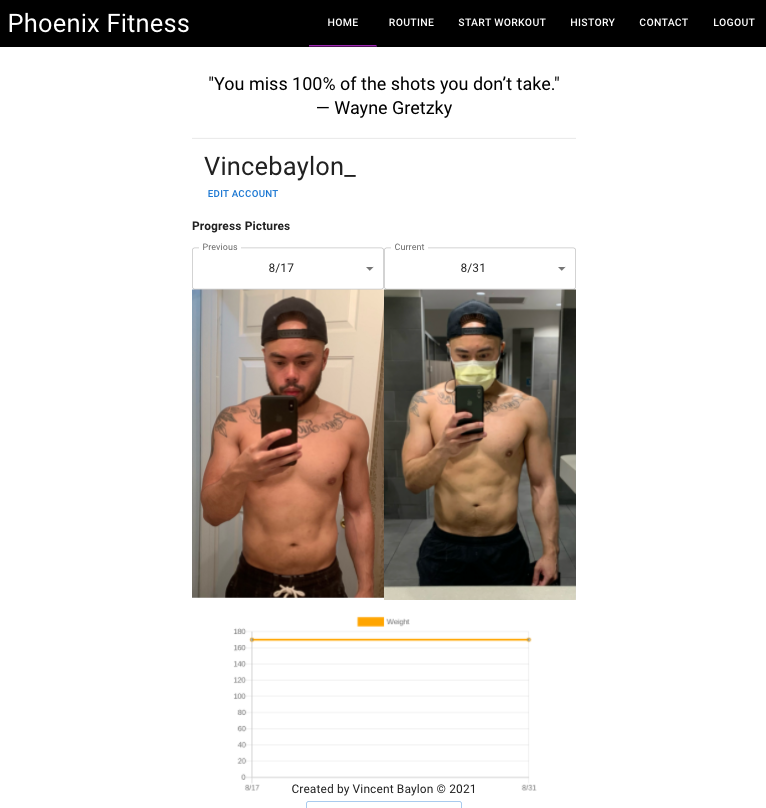 Phoenix Fitness
HOME ROUTINE START WORKOUT HISTORY CONTACT LOGOUT
"You miss 100% of the shots you don’t take."
— Wayne Gretzky
Vincebaylon_
EDIT ACCOUNT
Progress Pictures
Previous Current
8/17 8/31
Weight
180
160
140
120
100
80
60
40
20
0
8/17 8/31
Created by Vincent Baylon © 2021